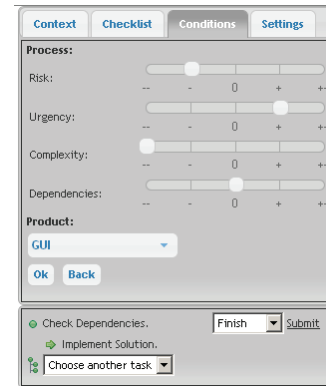 Context Checklist Conditions Settings
Process:
Risk:
-- - 0 + +
Urgency:
-- - 0 + +
Complexity:
-- - 0 + +
Dependencies:
-- - 0 + +
Product:
GUI
Ok Back
Check Dependencies. Finish Submit
Implement Solution.
Choose another task